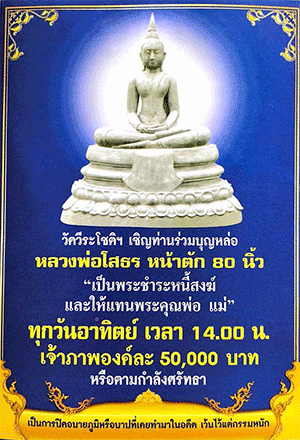 วัดวีระโชติฯ เชิญท่านร่วมบุญหล่อ
หลวงพ่อโสธร หน้าตัก 80 นิ้ว
“เป็นพระชำระหนี้สงฆ์
และให้แทนพระคุณพ่อ แม่”
ทุกวันอาทิตย์ เวลา 14.00 น.
เจ้าภาพองค์ละ 50,000 บาท
หรือตามกำลังศรัทธา
เป็นการปิดอบายภูมิหรือบาปที่เคยทำในอดีต เว้นไว้แต่กรรมหนัก